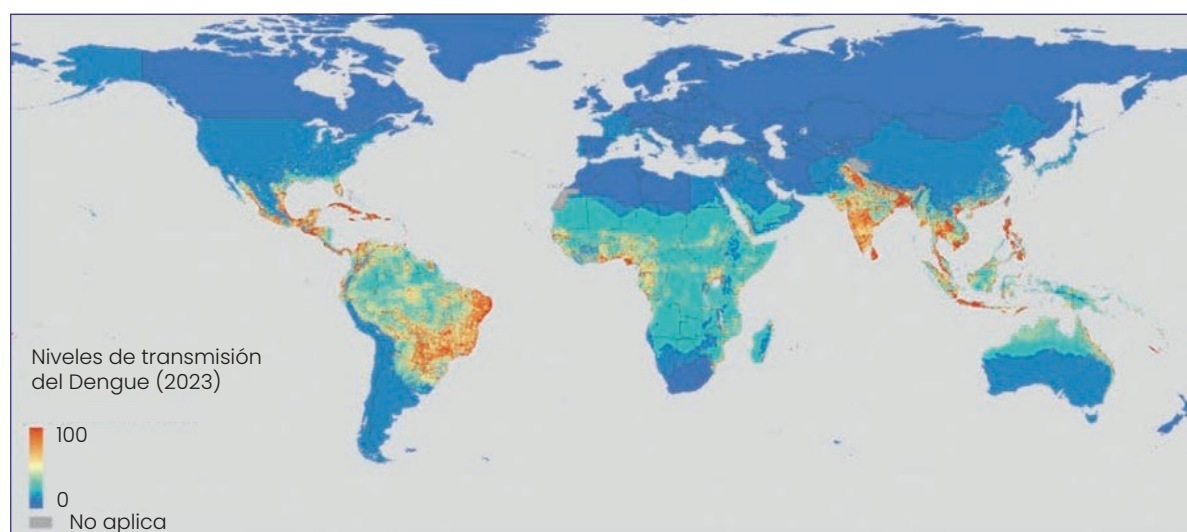 Niveles de transmisión
del Dengue (2023)
100
0
No aplica